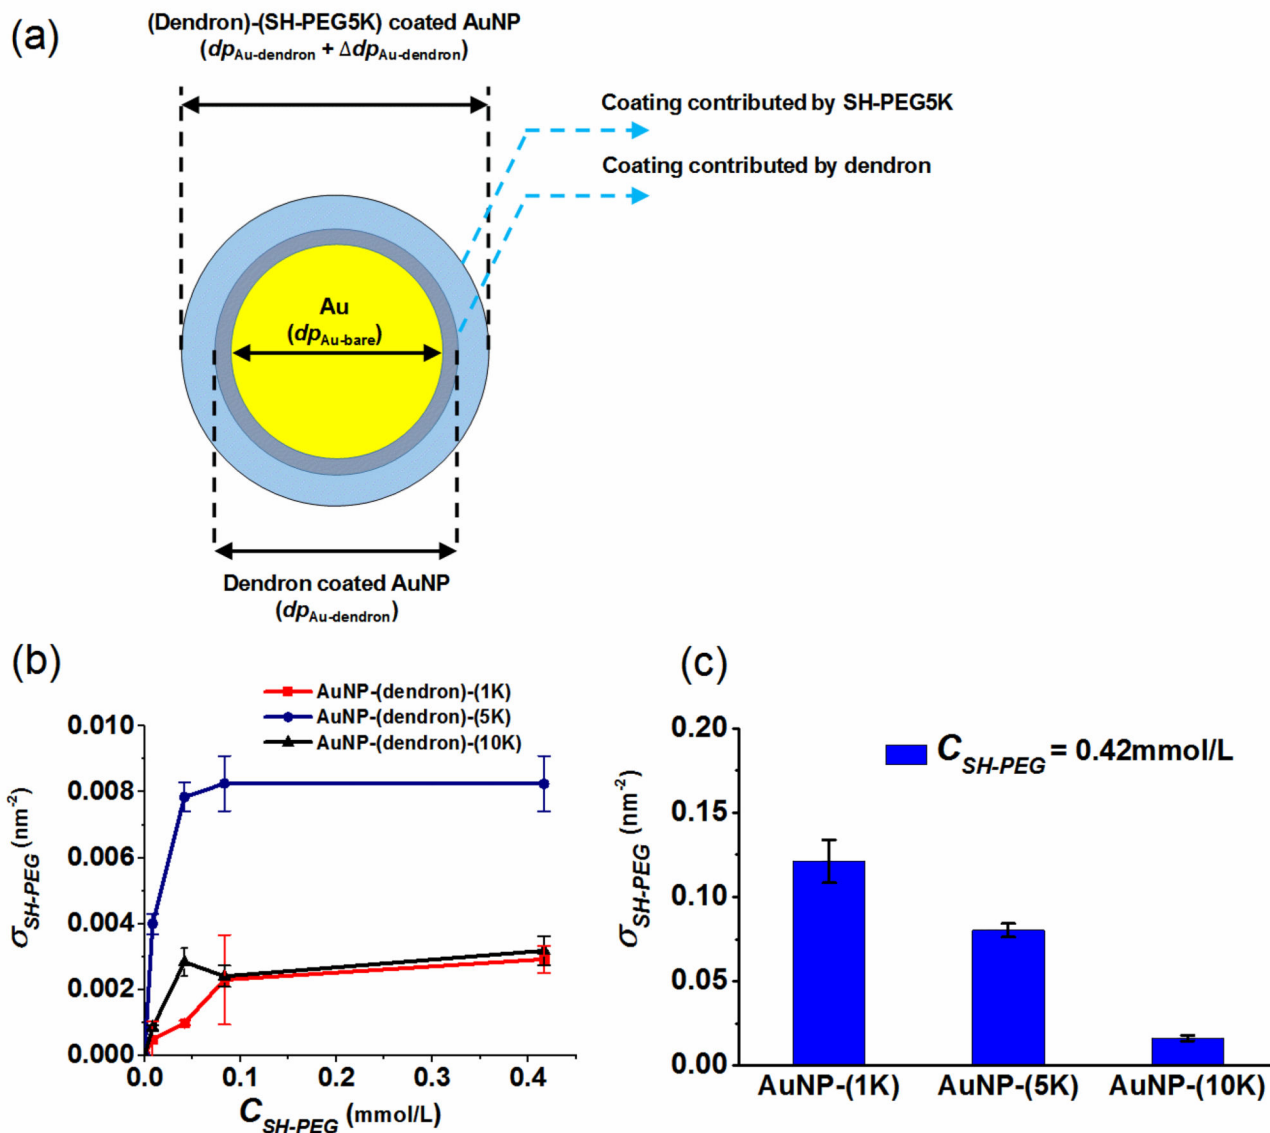 (a)
(Dendron)-(SH-PEG5K) coated AuNP
(dpAu-dendron + ΔdpAu-dendron)
Coating contributed by SH-PEG5K
Coating contributed by dendron
Au
(dpAu-bare)
Dendron coated AuNP
(dpAu-dendron)
(b)
AuNP-(dendron)-(1K)
AuNP-(dendron)-(5K)
AuNP-(dendron)-(10K)
0.010
0.008
0.006
0.004
0.002
0.000
σSH-PEG (nm-2)
0.0 0.1 0.2 0.3 0.4
CSH-PEG (mmol/L)
(c)
CSH-PEG = 0.42mmol/L
0.20
0.15
0.10
0.05
0.00
σSH-PEG (nm-2)
AuNP-(1K) AuNP-(5K) AuNP-(10K)